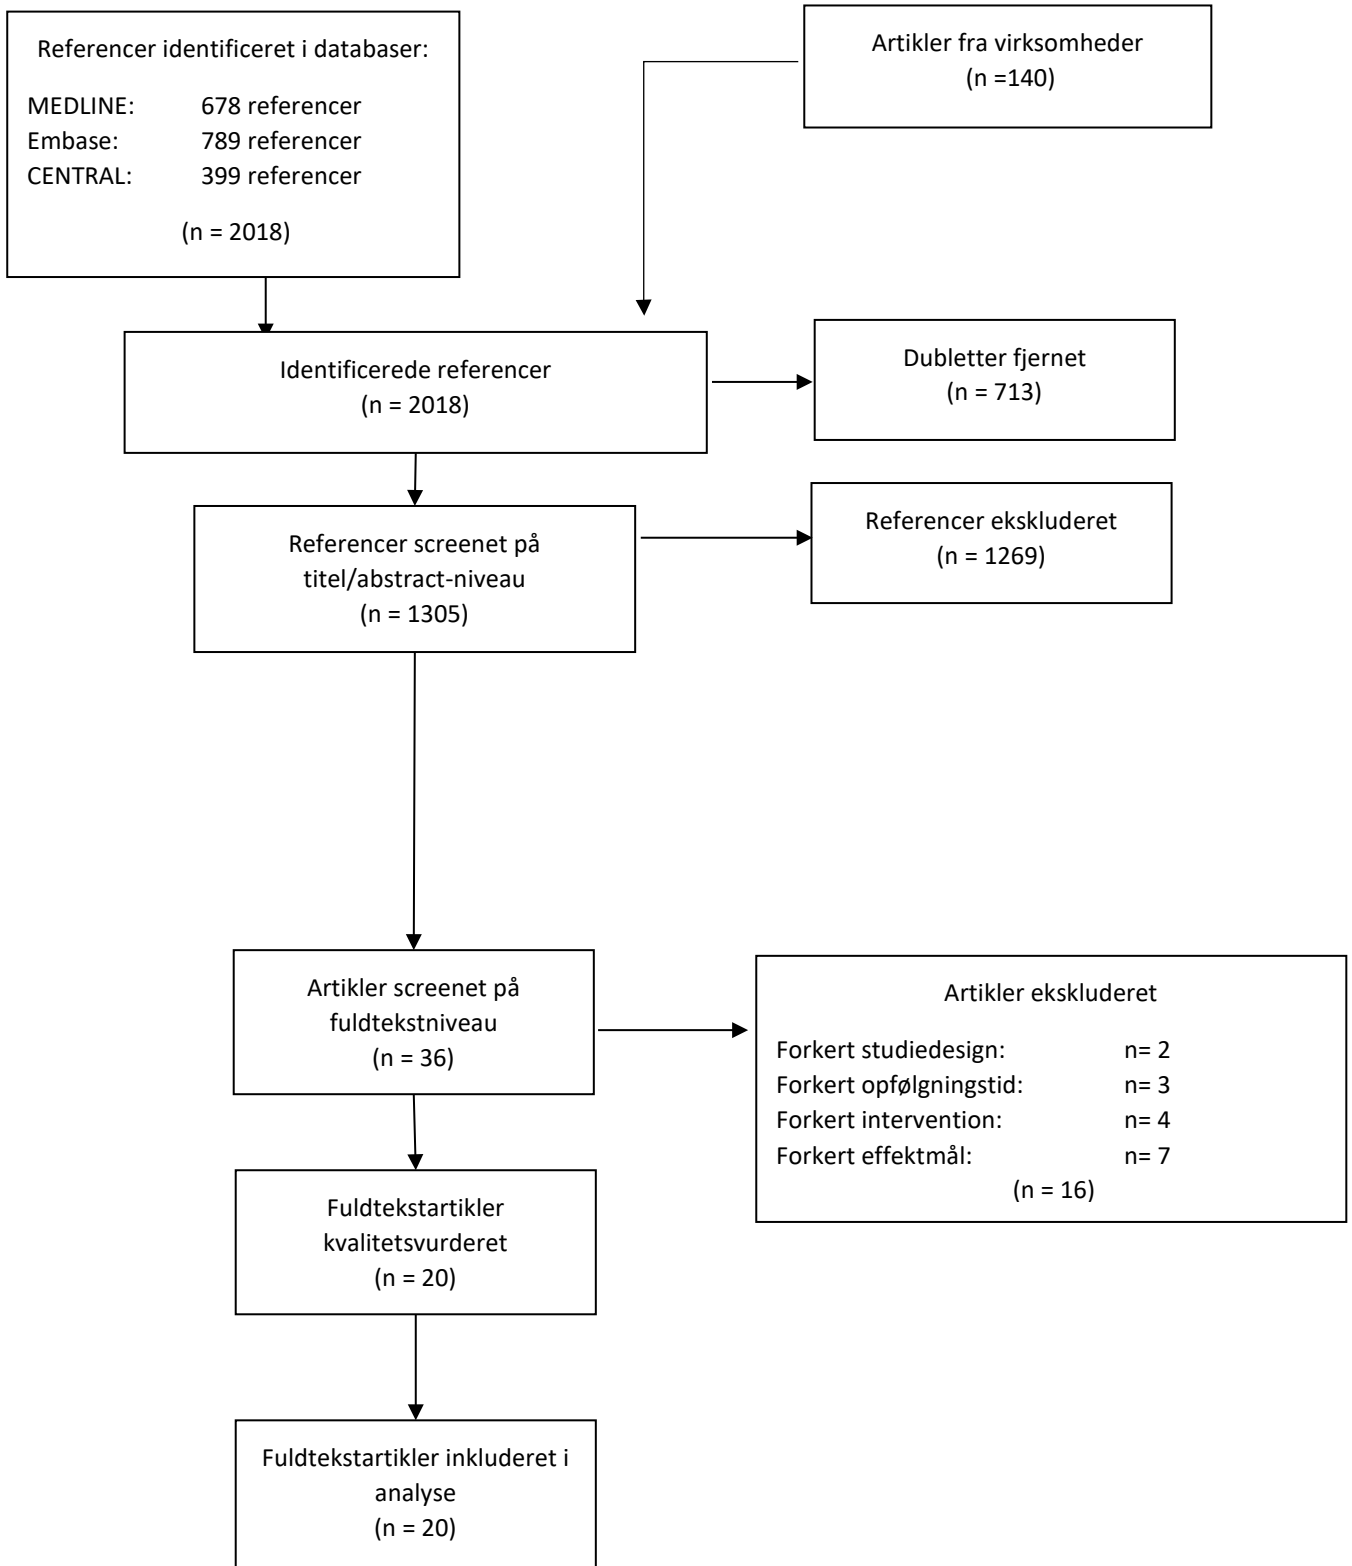 Referencer identificeret i databaser:
MEDLINE: 678 referencer
Embase: 789 referencer
CENTRAL: 399 referencer
(n = 2018)
Artikler fra virksomheder
(n =140)
Identificerede referencer
(n = 2018)
Dubletter fjernet
(n = 713)
Referencer screenet på
titel/abstract-niveau
(n = 1305)
Referencer ekskluderet
(n = 1269)
Artikler screenet på
fuldtekstniveau
(n = 36)
Artikler ekskluderet
Forkert studiedesign: n= 2
Forkert opfølgningstid: n= 3
Forkert intervention: n= 4
Forkert effektmål: n= 7
(n = 16)
Fuldtekstartikler
kvalitetsvurderet
(n = 20)
Fuldtekstartikler inkluderet i
analyse
(n = 20)